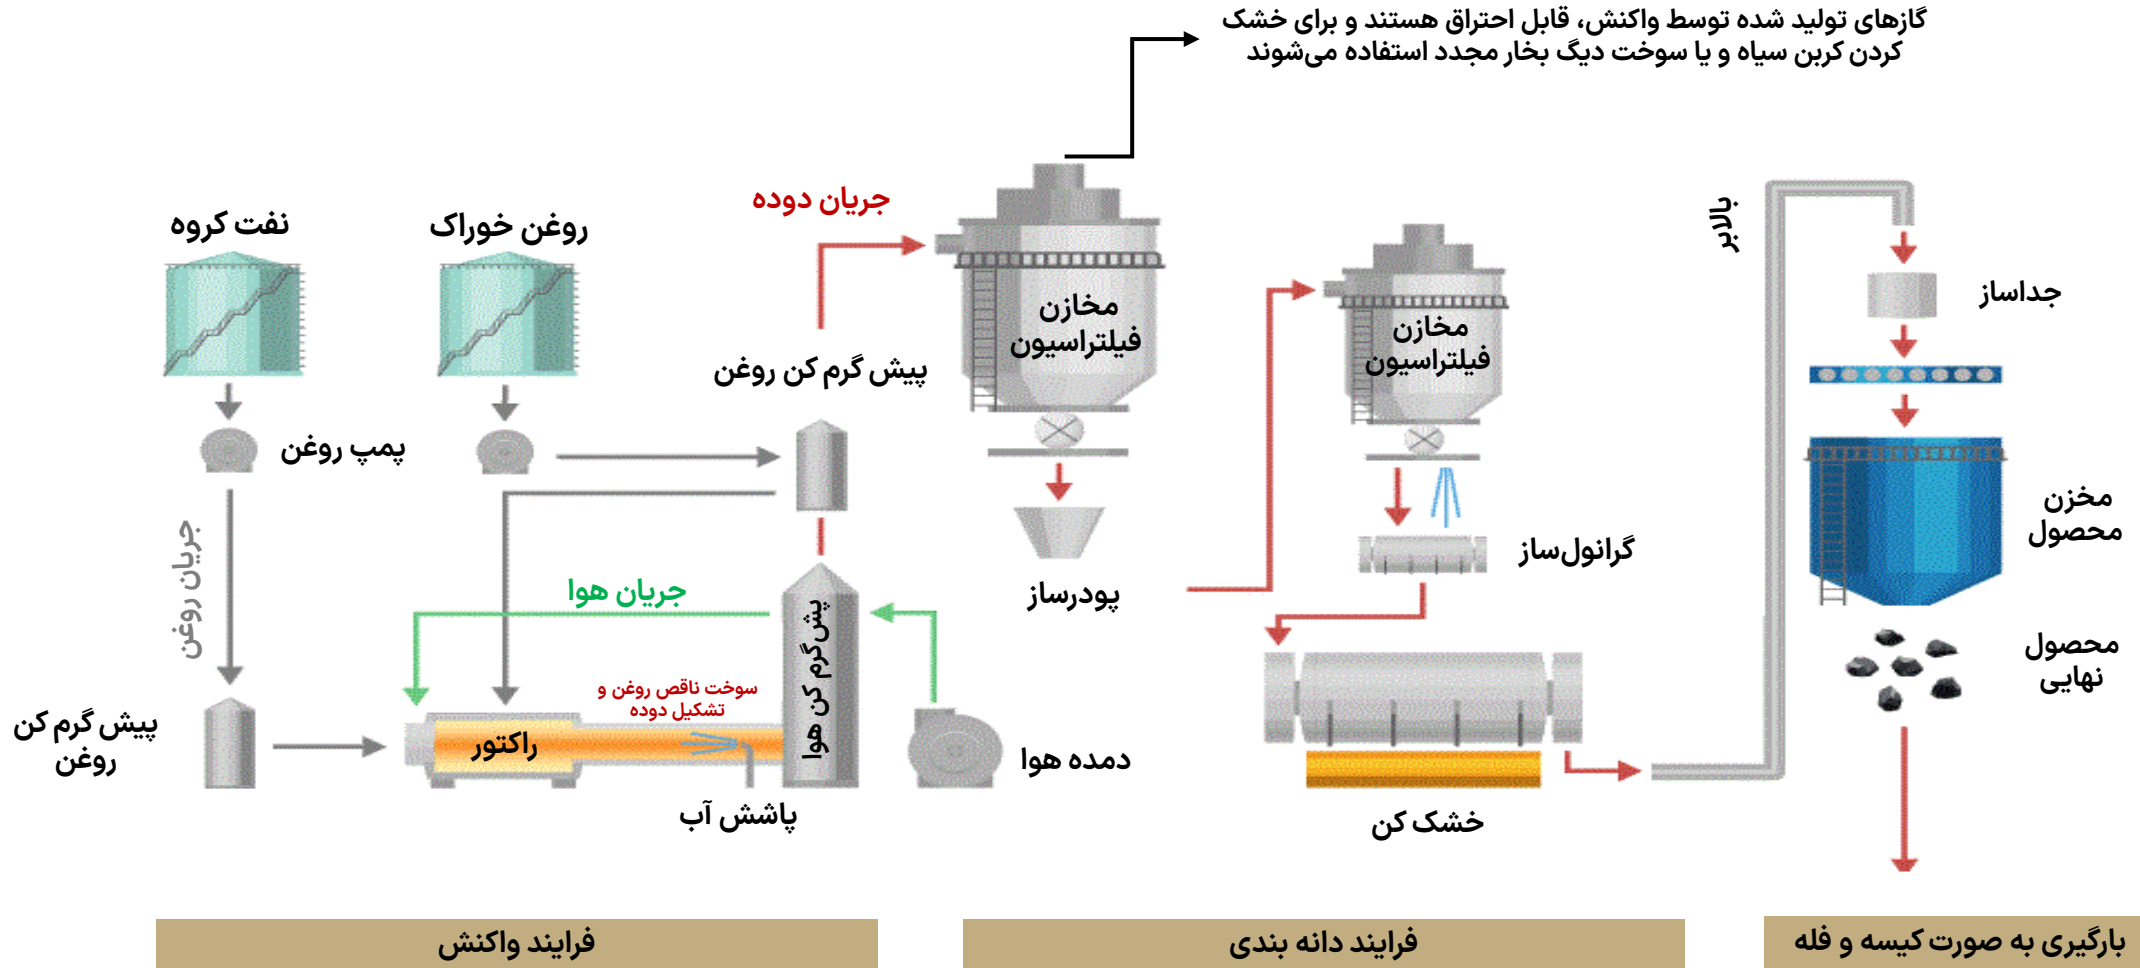 گازهای تولید شده توسط واکنش، قابل احتراق هستند و برای خشک
کردن کربن سیاه و یا سوخت دیگ بخار مجدد استفاده می‌شوند
نفت کروه
روغن خوراک
جریان دوده
بالابر
جداساز
مخازن
فیلتراسیون
مخازن
فیلتراسیون
پیش گرم کن روغن
پمپ روغن
جریان روغن
مخزن
محصول
گرانول‌ساز
پودرساز
جریان هوا
پیش‌گرم کن هوا
محصول
نهایی
سوخت ناقص روغن و
تشکیل دوده
پیش گرم کن
روغن
راکتور
دمده هوا
پاشش آب
خشک کن
فرایند واکنش
فرایند دانه بندی
بارگیری به صورت کیسه و فله